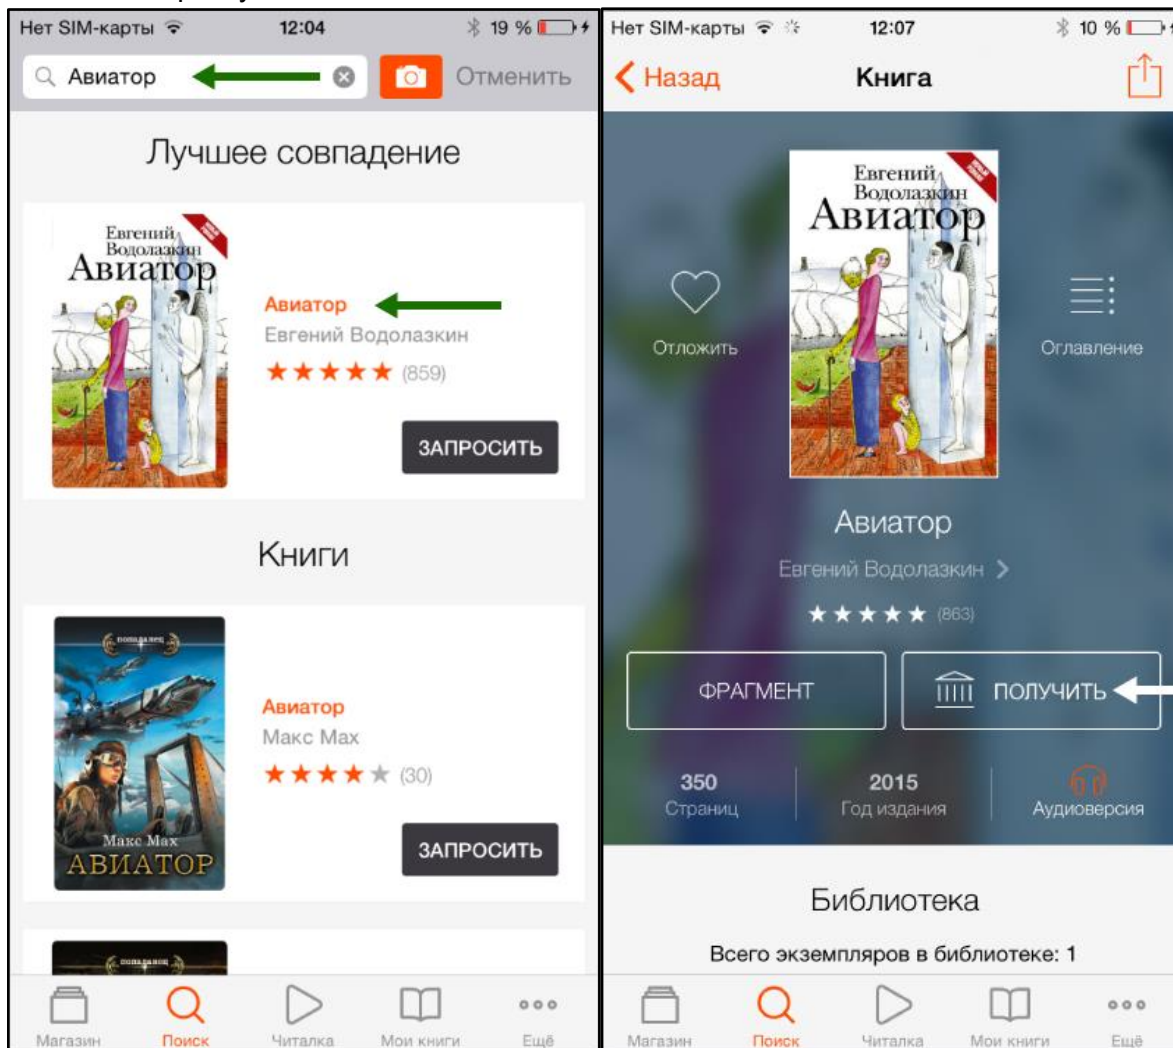 Нет SIM-карты 12:04 19 %
Авиатор Отменить
Лучшее совпадение
Евгений
Водолазкин
Авиатор
Авиатор
Евгений Водолазкин
(859)
ЗАПРОСИТЬ
Книги
попаданец
Макс Мах
АВИАТОР
Авиатор
Макс Мах
(30)
ЗАПРОСИТЬ
попаданец
Магазин Поиск Читалка Мои книги Ещё
Нет SIM-карты 12:07 10 %
Назад Книга
Евгений
Водолазкин
Авиатор
Отложить
Оглавление
Авиатор
Евгений Водолазкин
(863)
ФРАГМЕНТ ПОЛУЧИТЬ
350 2015
Страниц Год издания Аудиоверсия
Библиотека
Всего экземпляров в библиотеке: 1
Магазин Поиск Читалка Мои книги Ещё